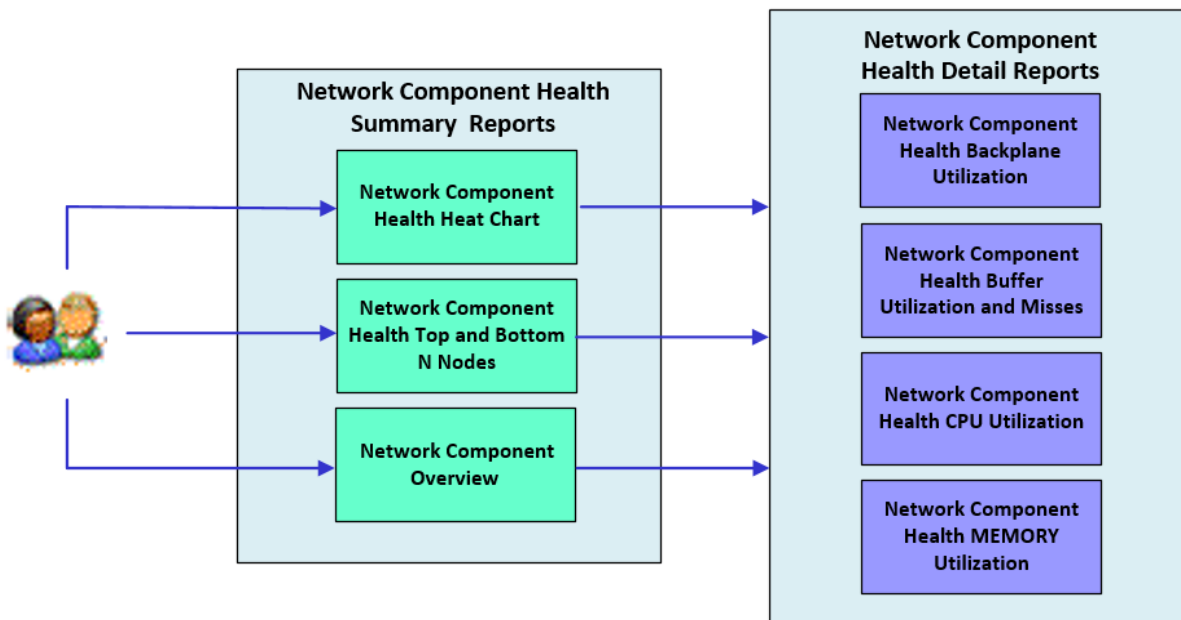 Network Component Health
Summary Reports
Network Component
Health Heat Chart
Network Component
Health Top and Bottom
N Nodes
Network Component
Overview
Network Component
Health Detail Reports
Network Component
Health Backplane
Utilization
Network Component
Health Buffer
Utilization and Misses
Network Component
Health CPU Utilization
Network Component
Health MEMORY
Utilization